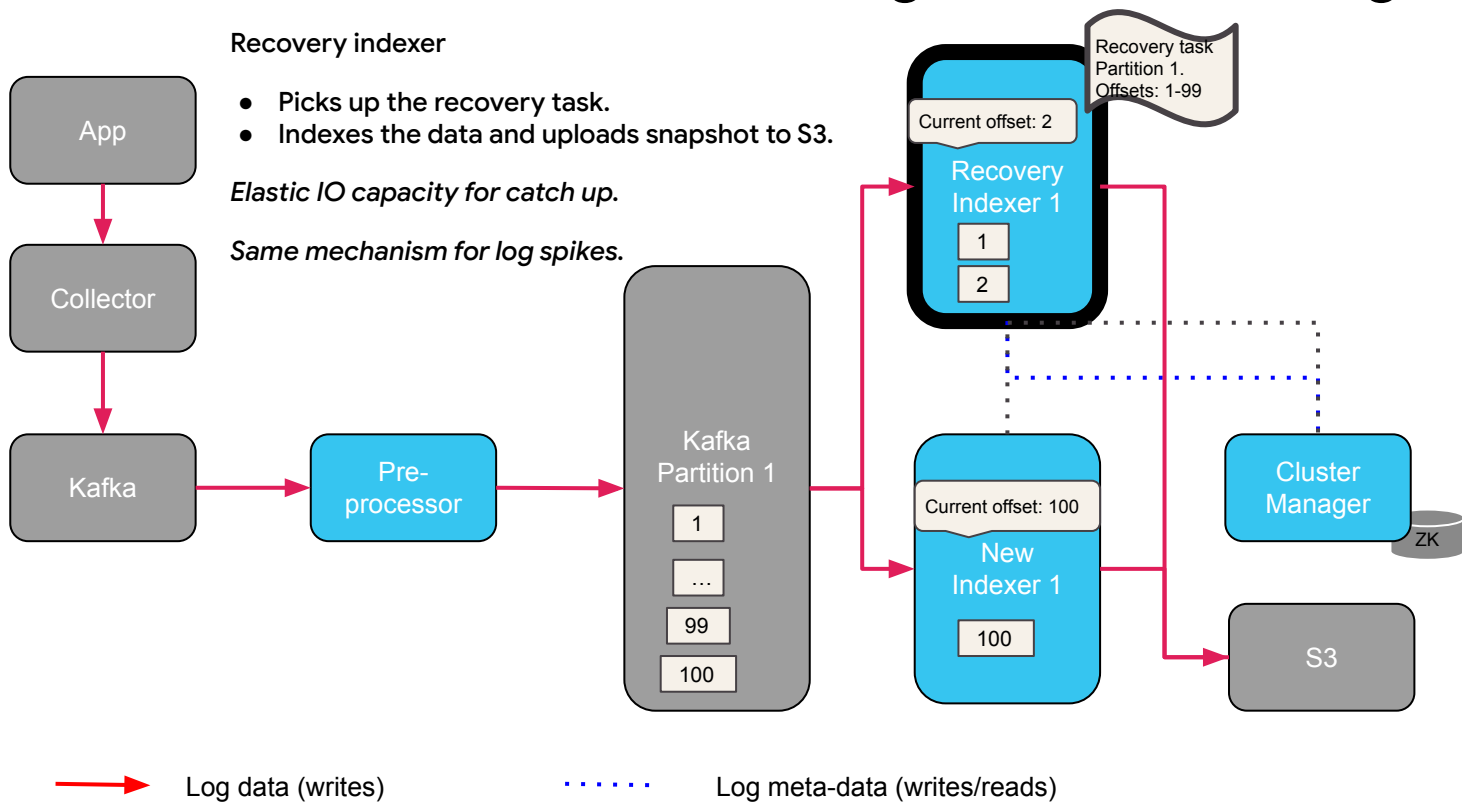 Recovery indexer
● Picks up the recovery task.
● Indexes the data and uploads snapshot to S3.
Elastic IO capacity for catch up.
Same mechanism for log spikes.
App
Collector
Kafka
Pre-
processor
Kafka
Partition 1
1
...
99
100
Recovery task
Partition 1.
Offsets: 1-99
Current offset: 2
Recovery
Indexer 1
1
2
Current offset: 100
New
Indexer 1
100
Cluster
Manager
ZK
S3
Log data (writes)
Log meta-data (writes/reads)